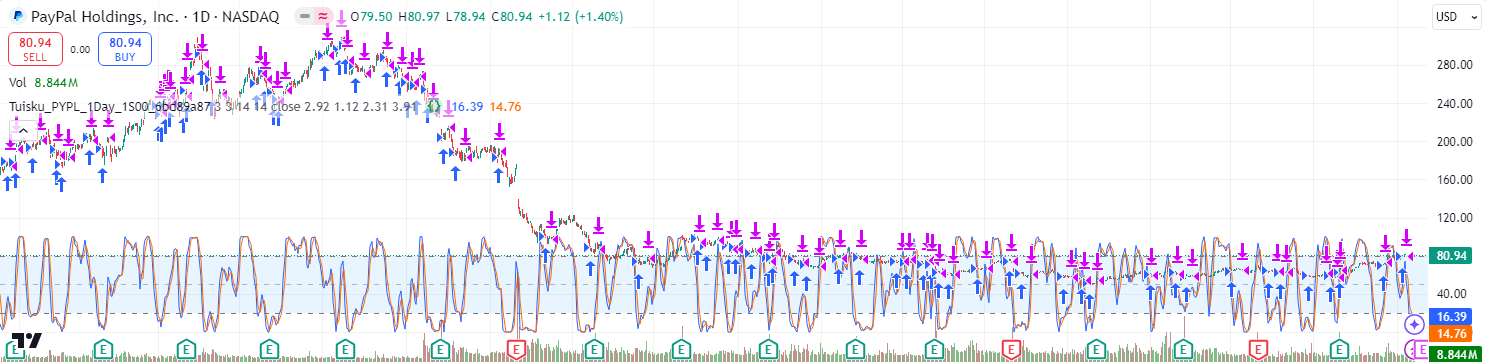 PayPal Holdings, Inc. · 1D · NASDAQ O79.50 H80.97 L78.94 C80.94 +1.12 (+1.40%)
USD
80.94 0.00 80.94
SELL BUY
Vol 8.844M
Tuisku_PYPL_1Day_1S00_6bd89a87 3 3 14 14 close 2.92 1.12 2.31 3.91 16.39 14.76
280.00
240.00
200.00
160.00
120.00
80.94
40.00
16.39
14.76
8.844M
E E E E E E E E E E E E E E E E E E